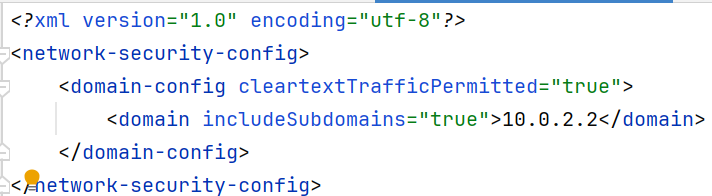 <?xml version="1.0" encoding="utf-8"?>
<network-security-config>
    <domain-config cleartextTrafficPermitted="true">
        <domain includeSubdomains="true">10.0.2.2</domain>
    </domain-config>
</network-security-config>